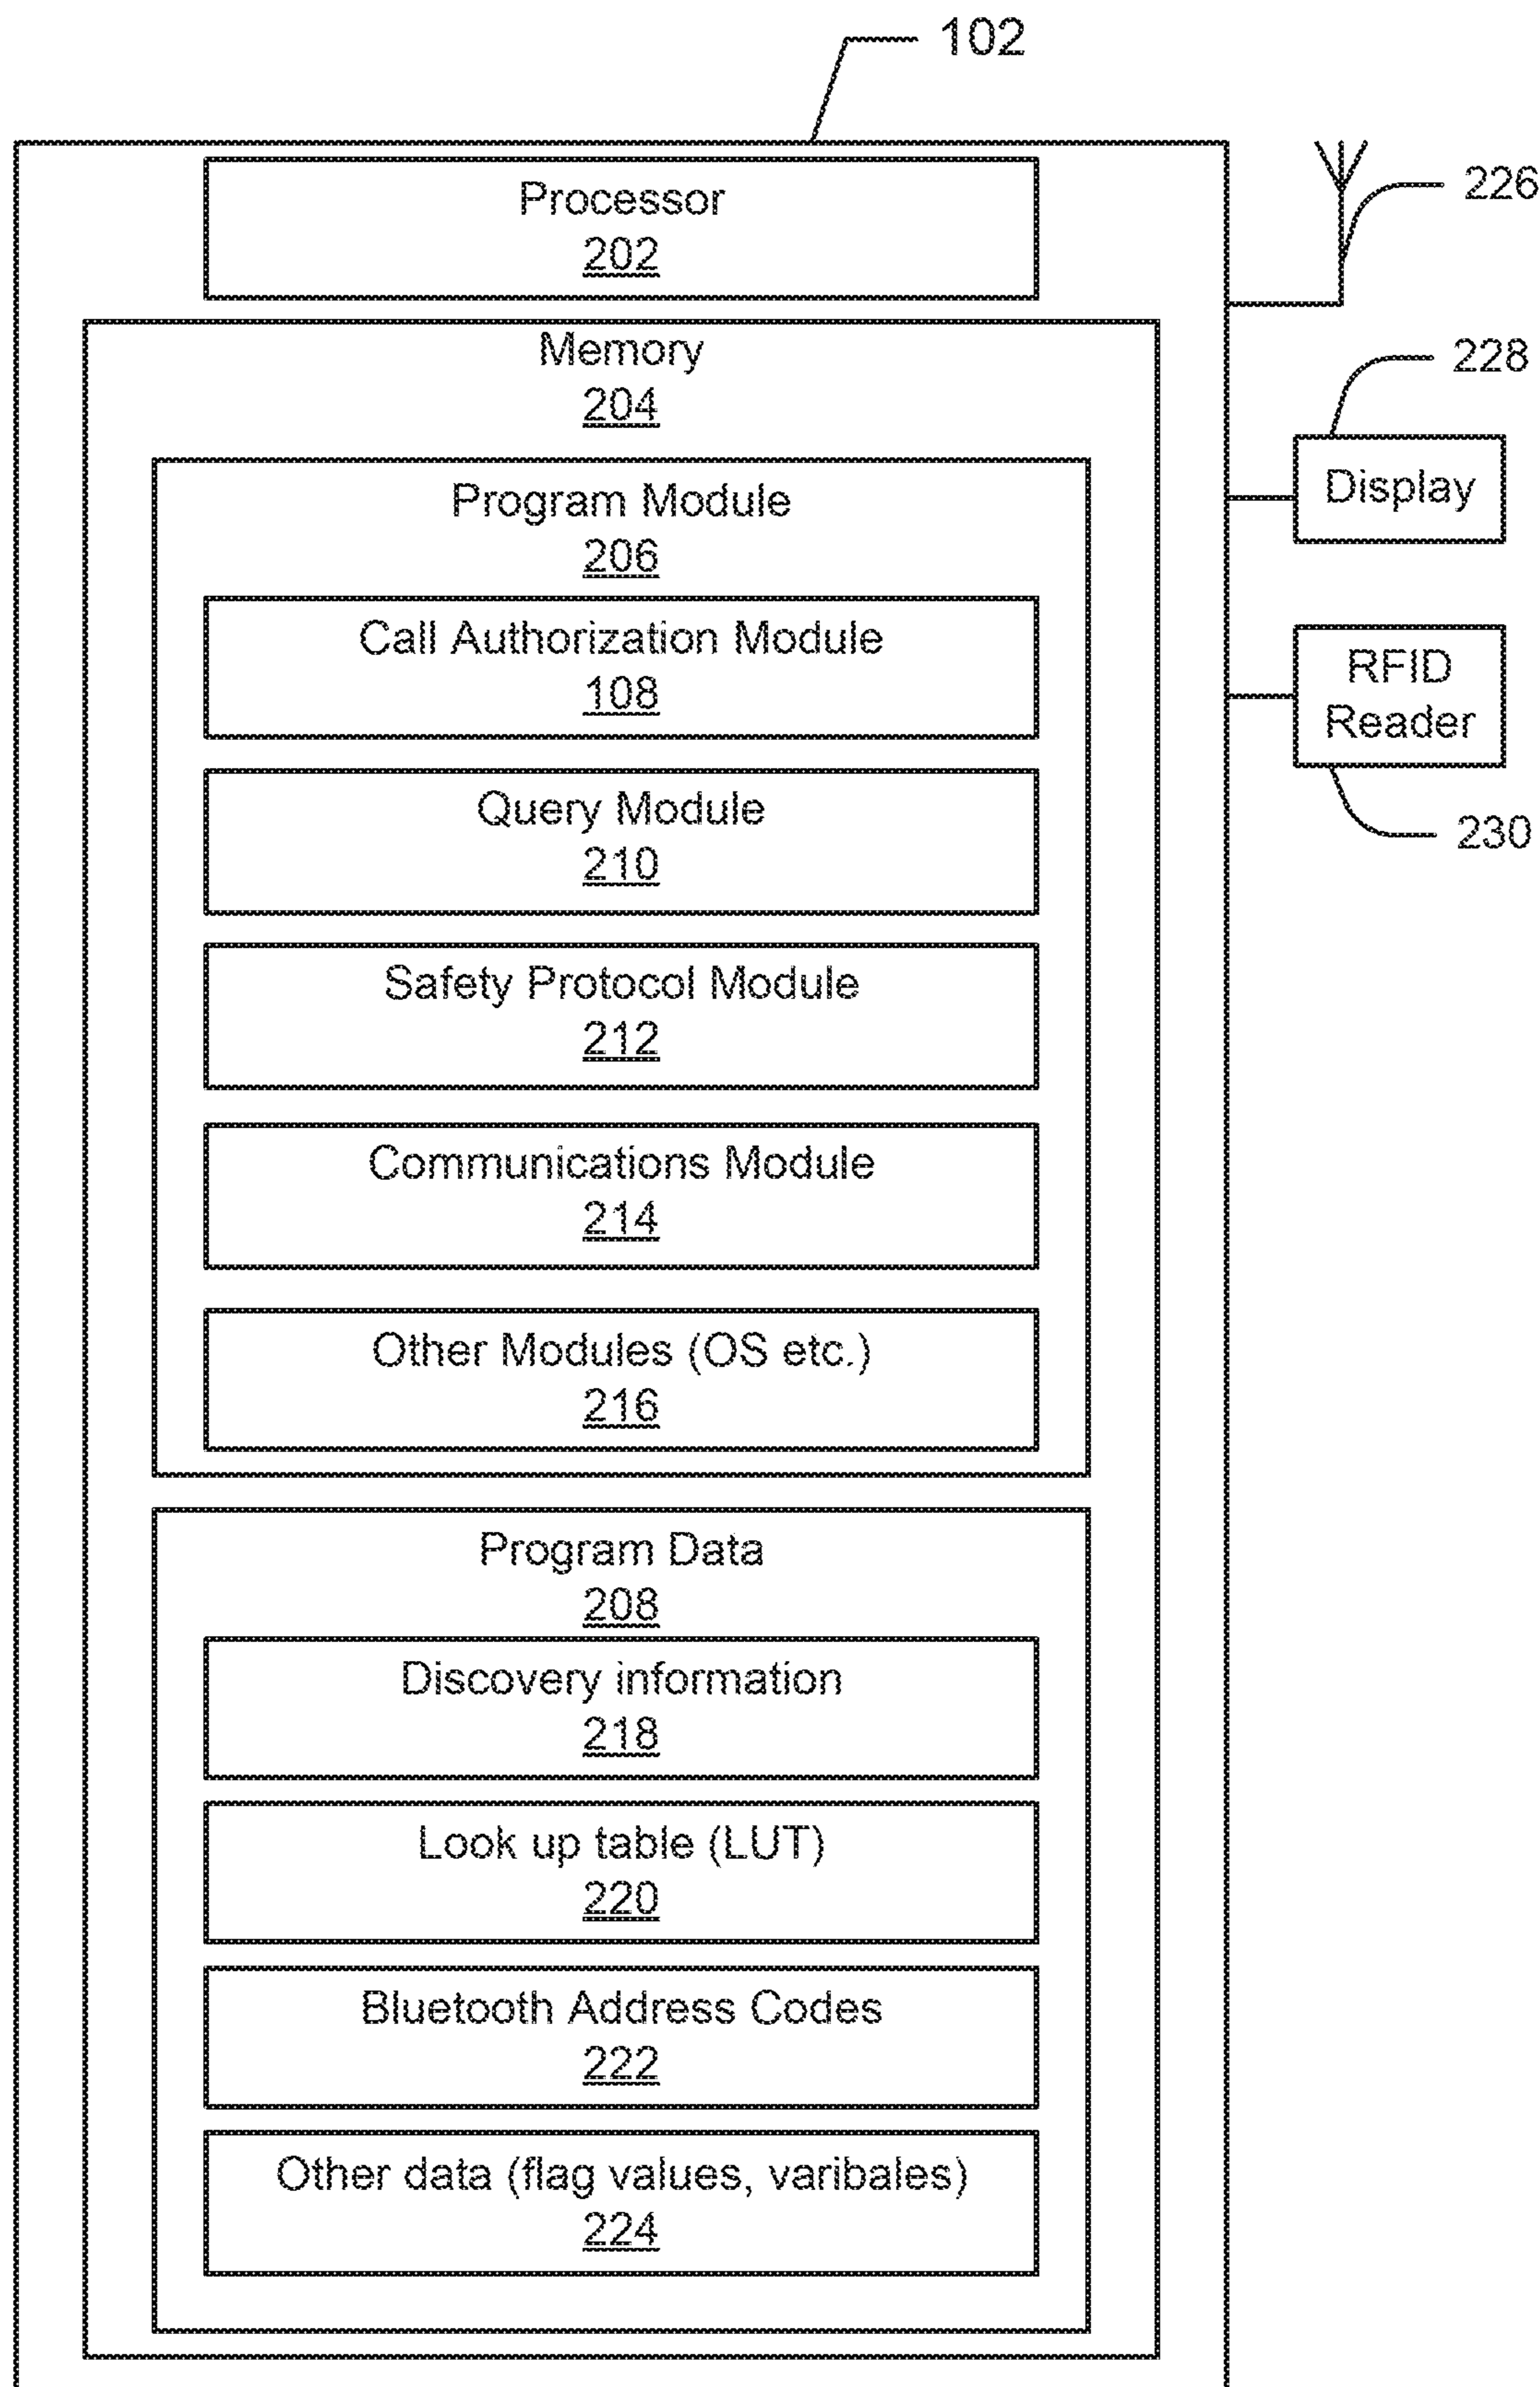 102
Processor
202
226
Memory
204
228
Display
Program Module
206
Call Authorization Module
108
RFID
Reader
230
Query Module
210
Safety Protocol Module
212
Communications Module
214
Other Modules (OS etc.)
216
Program Data
208
Discovery information
218
Look up table (LUT)
220
Bluetooth Address Codes
222
Other data (flag values, varibales)
224